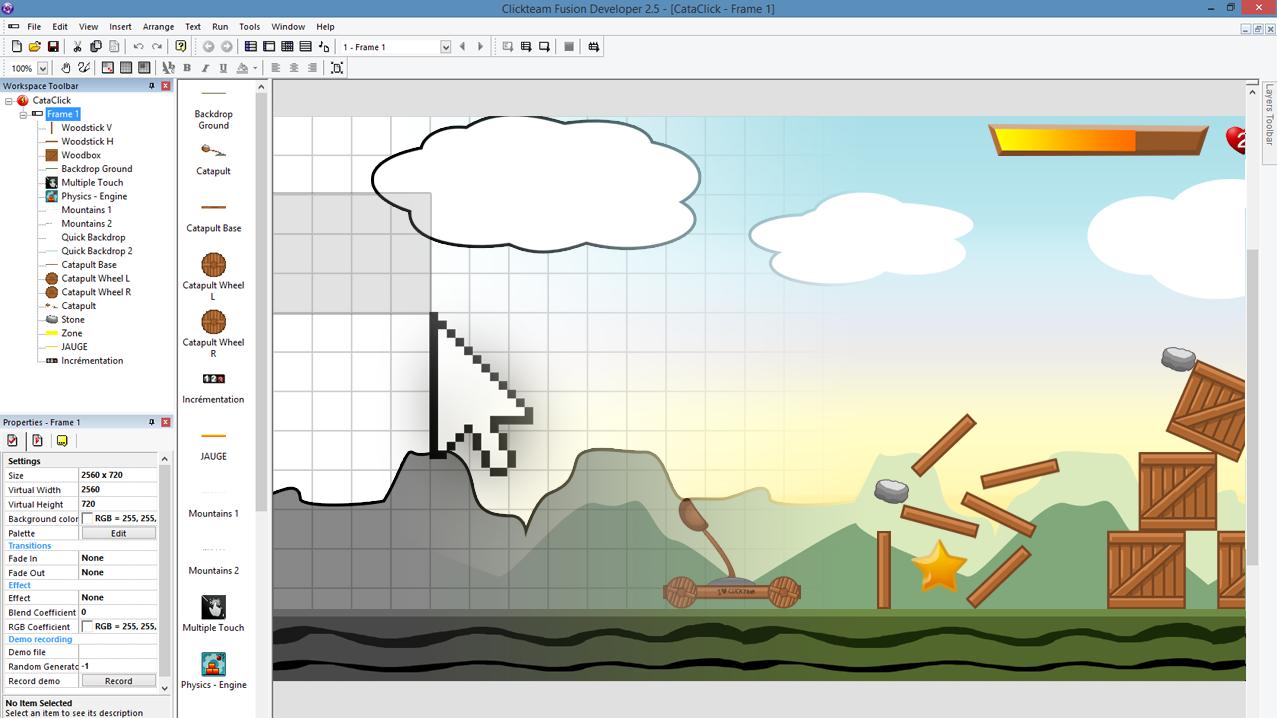 Clickteam Fusion Developer 2.5 - [CataClick - Frame 1]
File Edit View Insert Arrange Text Run Tools Window Help
1 - Frame 1
100% B I U
Workspace Toolbar
CataClick
Frame 1
Woodstick V
Woodstick H
Woodbox
Backdrop Ground
Multiple Touch
Physics - Engine
Mountains 1
Mountains 2
Quick Backdrop
Quick Backdrop 2
Catapult Base
Catapult Wheel L
Catapult Wheel R
Catapult
Stone
Zone
JAUGE
Incrémentation
Properties - Frame 1
Settings
Size 2560 x 720
Virtual Width 2560
Virtual Height 720
Background color RGB = 255, 255,
Palette Edit
Transitions
Fade In None
Fade Out None
Effect
Effect None
Blend Coefficient 0
RGB Coefficient RGB = 255, 255,
Demo recording
Demo file
Random Generato -1
Record demo Record
No Item Selected
Select an item to see its description
Backdrop
Ground
Catapult
Catapult Base
Catapult Wheel
L
Catapult Wheel
R
Incrémentation
JAUGE
Mountains 1
Mountains 2
Multiple Touch
Physics - Engine
2
Layers Toolbar